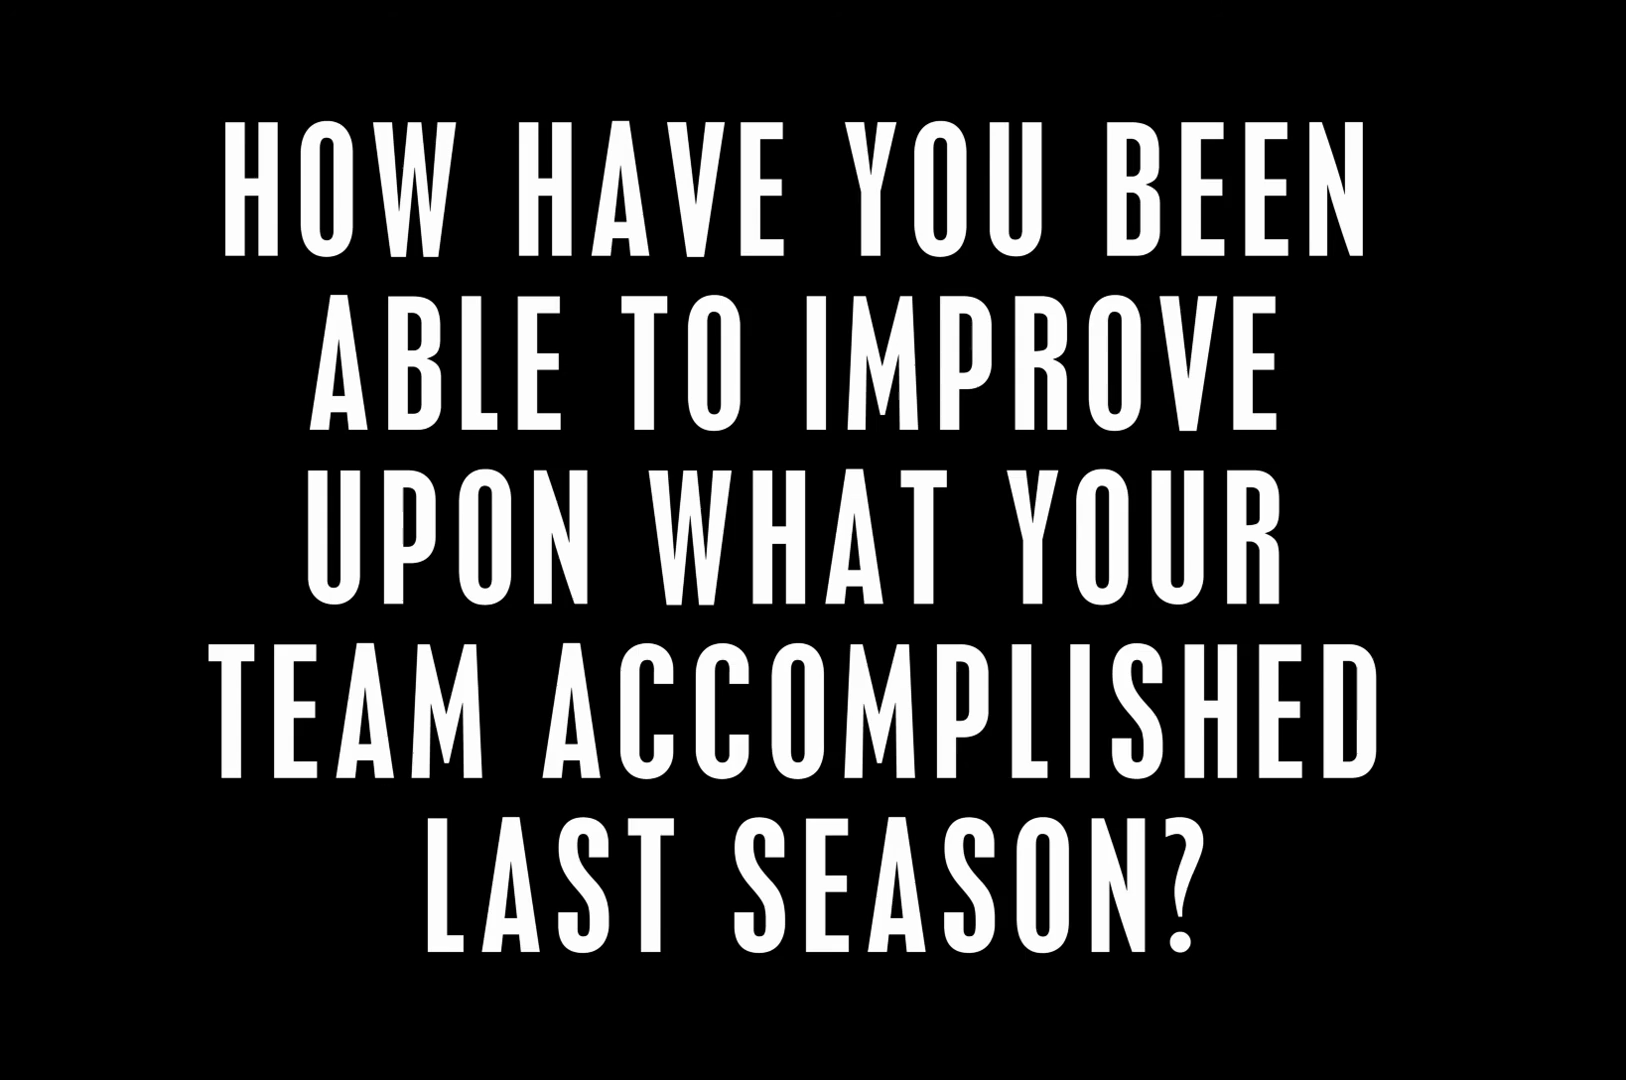 HOW HAVE YOU BEEN
ABLE TO IMPROVE
UPON WHAT YOUR
TEAM ACCOMPLISHED
LAST SEASON?